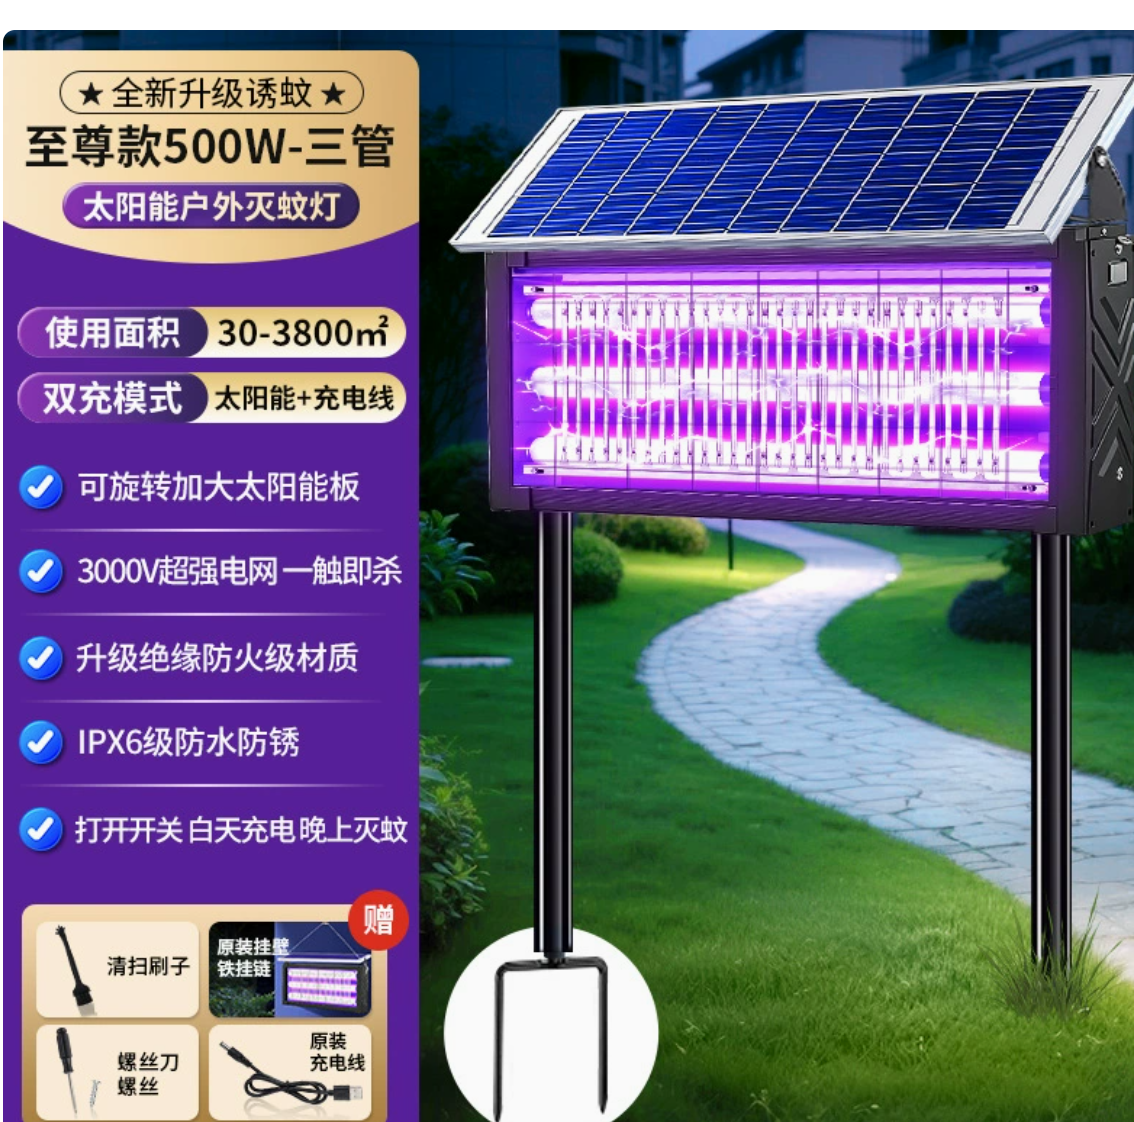 ★ 全新升级诱蚊 ★
至尊款500W-三管
太阳能户外灭蚊灯
使用面积 30-3800㎡
双充模式 太阳能+充电线
可旋转加大太阳能板
3000V超强电网 一触即杀
升级绝缘防火级材质
IPX6级防水防锈
打开开关 白天充电 晚上灭蚊
赠
清扫刷子
原装挂壁
铁挂链
螺丝刀
螺丝
原装
充电线